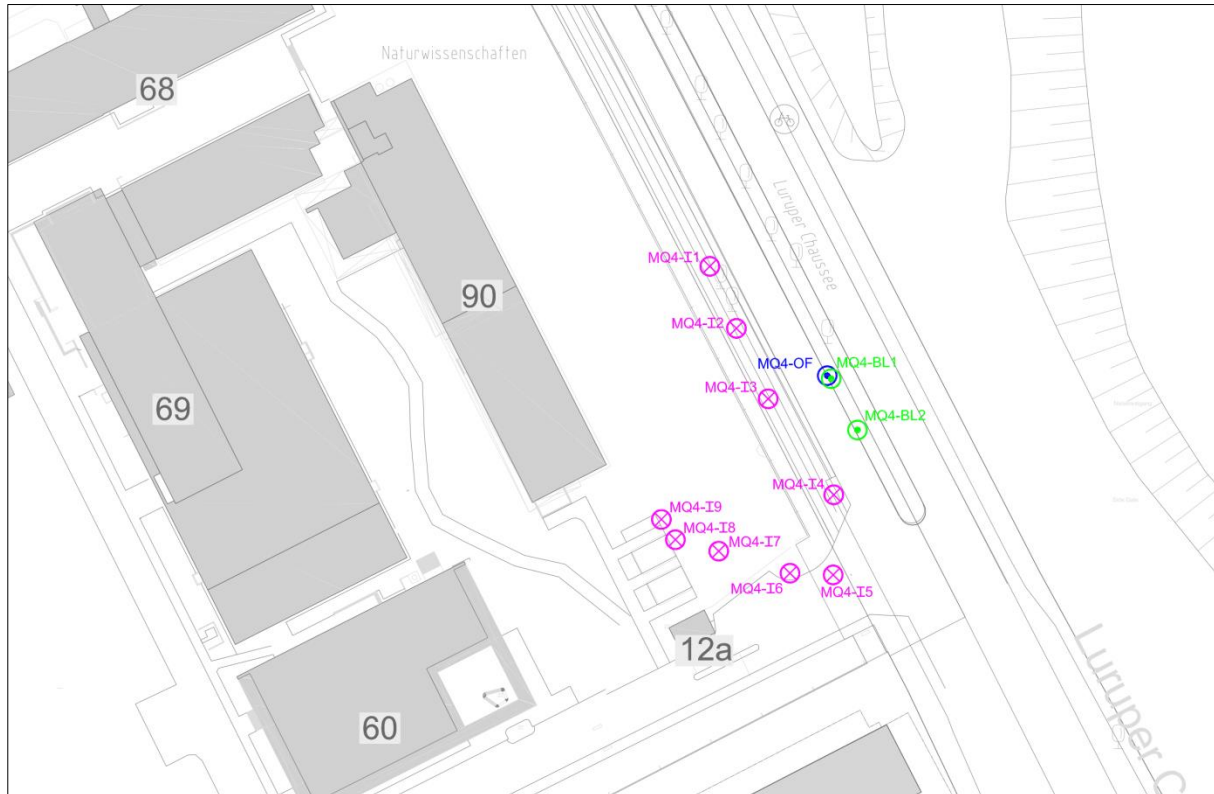 Naturwissenschaften
68
Luruper Chaussee
MQ4-I1
90
MQ4-I2
MQ4-OF
MQ4-BL1
MQ4-I3
69
MQ4-BL2
MQ4-I4
MQ4-I9
MQ4-I8
MQ4-I7
MQ4-I6
MQ4-I5
12a
Luruper C
60